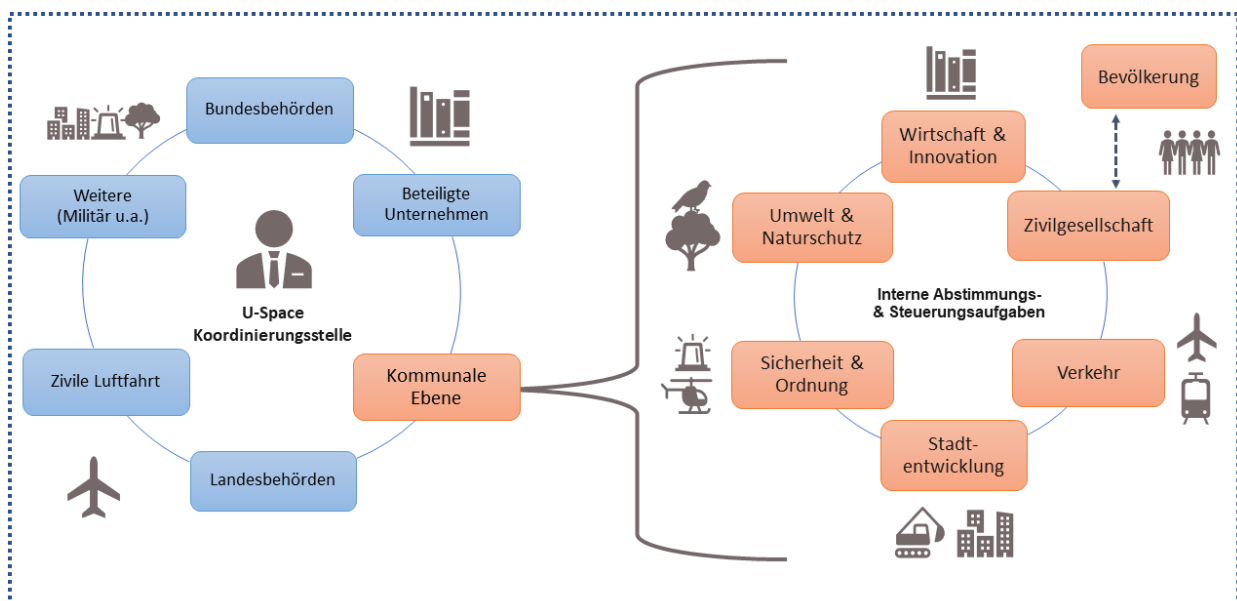 Bundesbehörden
Beteiligte
Unternehmen
Weitere
(Militär u.a.)
U-Space
Koordinierungsstelle
Zivile Luftfahrt
Kommunale
Ebene
Landesbehörden
Bevölkerung
Wirtschaft &
Innovation
Umwelt &
Naturschutz
Zivilgesellschaft
Interne Abstimmungs-
& Steuerungsaufgaben
Sicherheit &
Ordnung
Verkehr
Stadt-
entwicklung